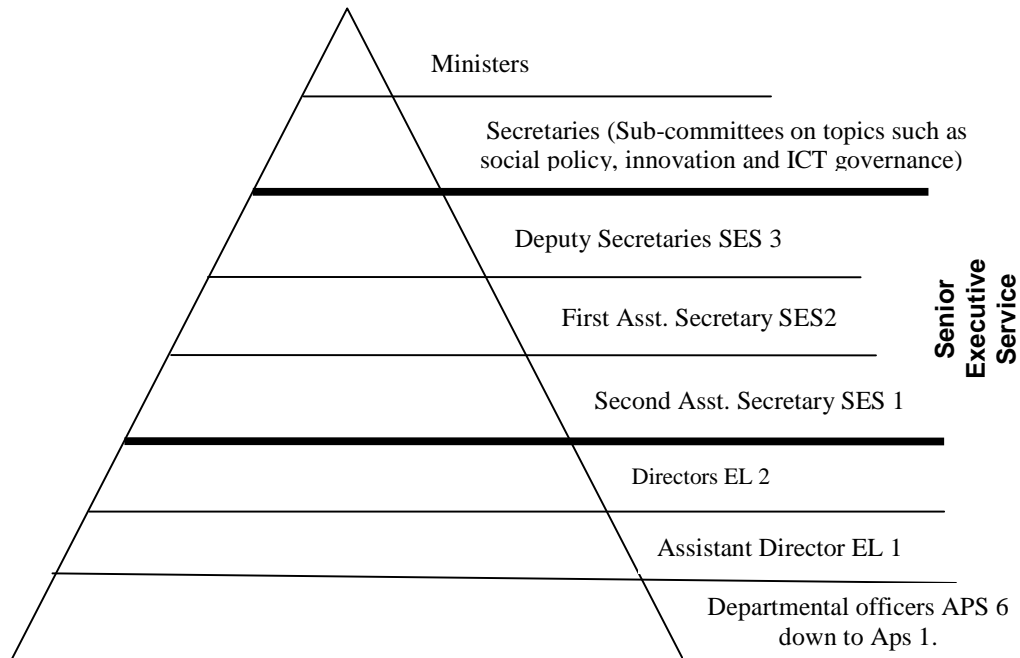 Ministers
Secretaries (Sub-committees on topics such as
social policy, innovation and ICT governance)
Deputy Secretaries SES 3
First Asst. Secretary SES2
Second Asst. Secretary SES 1
Senior
Executive
Service
Directors EL 2
Assistant Director EL 1
Departmental officers APS 6
down to Aps 1.